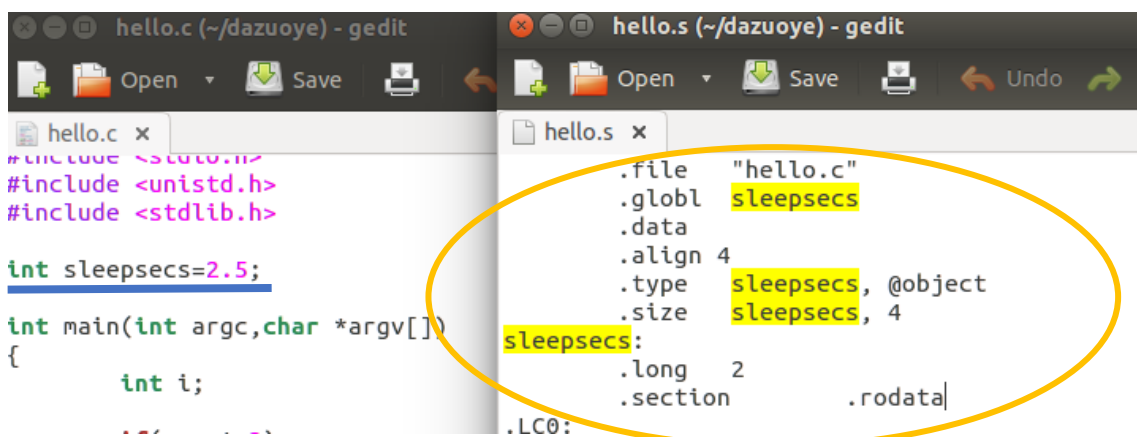 hello.c (~/dazuoye) - gedit
Open Save
hello.c ×
#include <stdio.h>
#include <unistd.h>
#include <stdlib.h>
int sleepsecs=2.5;
int main(int argc,char *argv[])
{
int i;
hello.s (~/dazuoye) - gedit
Open Save Undo
hello.s ×
.file "hello.c"
.globl sleepsecs
.data
.align 4
.type sleepsecs, @object
.size sleepsecs, 4
sleepsecs:
.long 2
.section .rodata
.LC0: